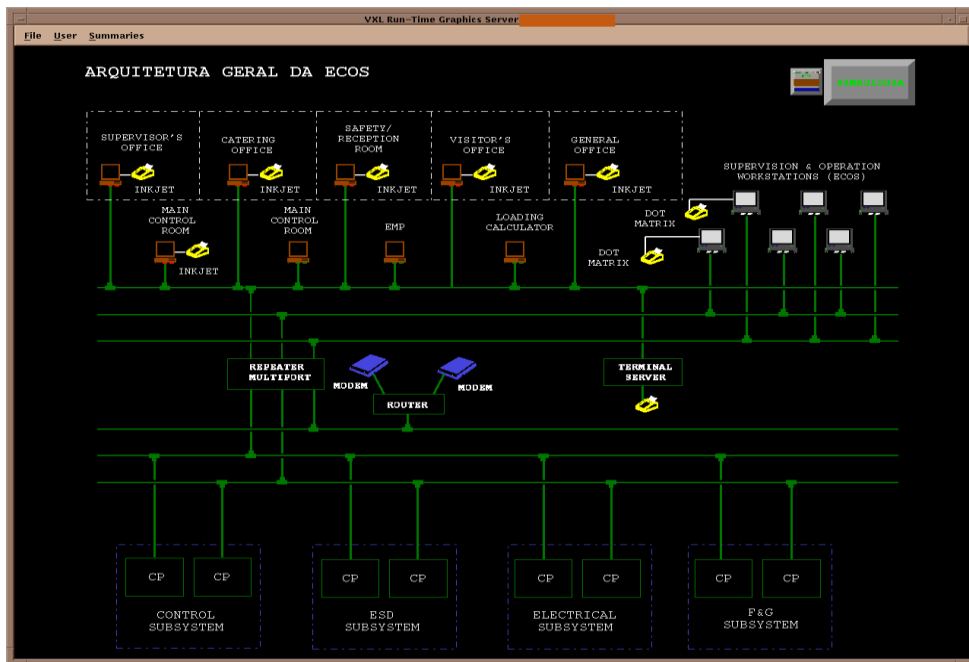 VXL Run-Time Graphics Server
File User Summaries
ARQUITETURA GERAL DA ECOS
SIMBOLOGIA
SUPERVISOR'S
OFFICE
INKJET
CATERING
OFFICE
INKJET
SAFETY/
RECEPTION
ROOM
INKJET
VISITOR'S
OFFICE
INKJET
GENERAL
OFFICE
INKJET
SUPERVISION & OPERATION
WORKSTATIONS (ECOS)
DOT
MATRIX
DOT
MATRIX
MAIN
CONTROL
ROOM
INKJET
MAIN
CONTROL
ROOM
EMP
LOADING
CALCULATOR
REPEATER
MULTIPORT
MODEM
MODEM
ROUTER
TERMINAL
SERVER
CP
CP
CONTROL
SUBSYSTEM
CP
CP
ESD
SUBSYSTEM
CP
CP
ELECTRICAL
SUBSYSTEM
CP
CP
F&G
SUBSYSTEM